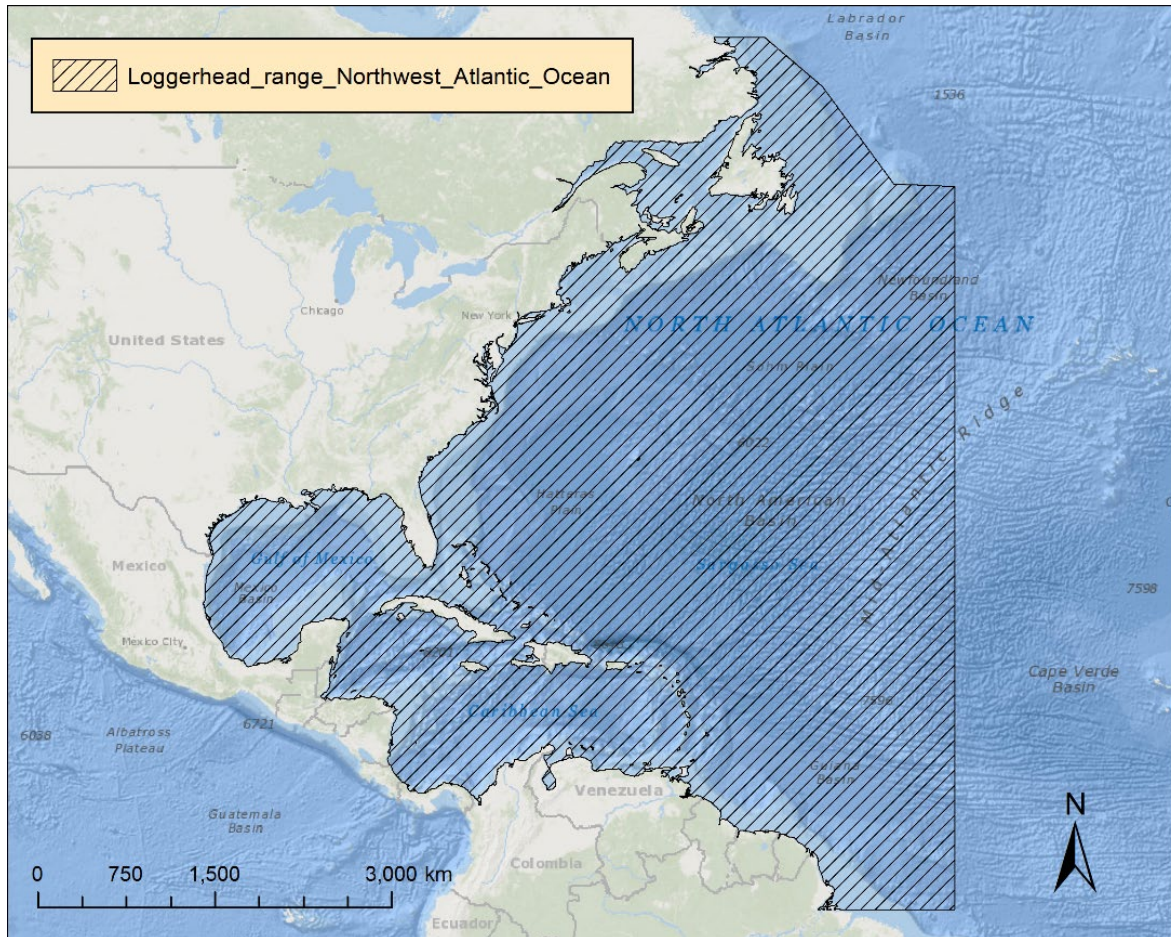 Labrador
Basin
Loggerhead_range_Northwest_Atlantic_Ocean
1536
Newfoundland
Basin
Chicago
New York
NORTH ATLANTIC OCEAN
United States
Sohm Plain
Mid-Atlantic Ridge
6022
Hatteras
Plain
North American
Basin
Gulf of Mexico
Sargasso Sea
Mexico
Mexico
Basin
7598
Mexico City
Cape Verde
Basin
7596
Caribbean Sea
6721
6038
Albatross
Plateau
Guiana
Basin
Venezuela
Guatemala
Basin
N
Colombia
0 750 1,500 3,000 km
Ecuador